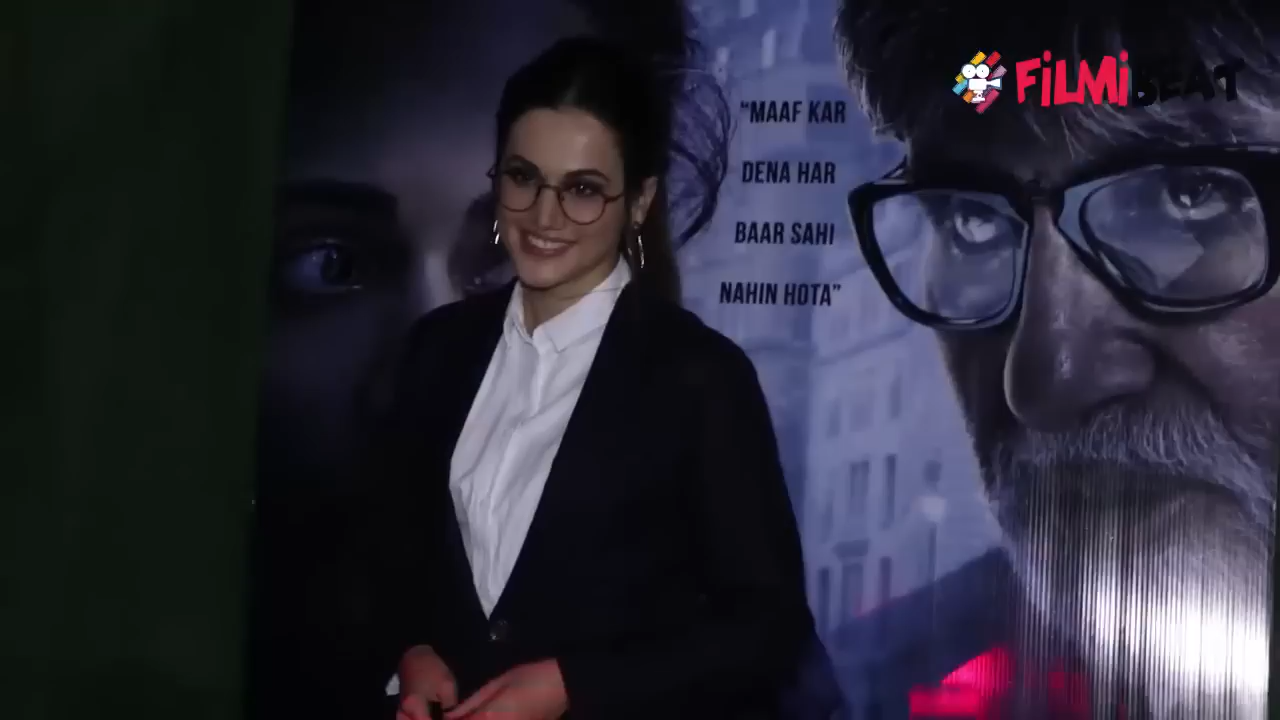 FiLMiBEAT
“MAAF KAR
DENA HAR
BAAR SAHI
NAHIN HOTA”